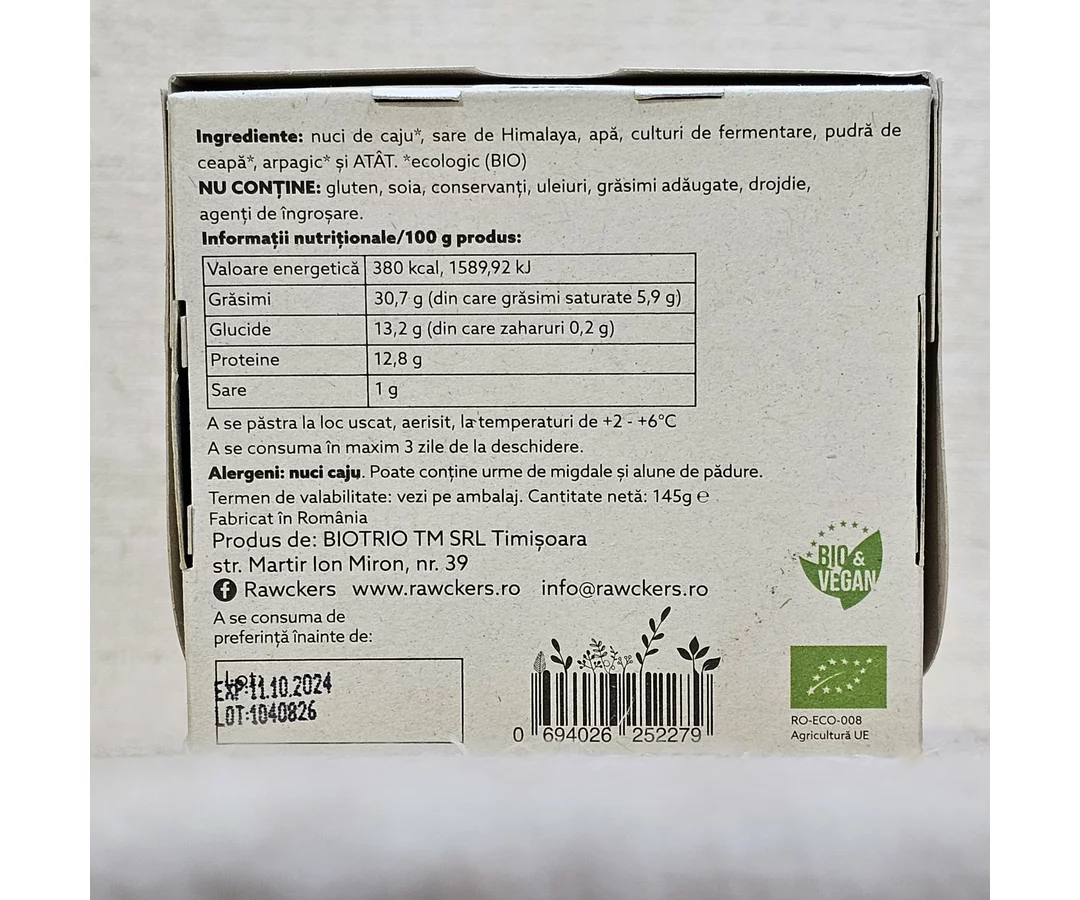 Ingrediente: nuci de caju*, sare de Himalaya, apă, culturi de fermentare, pudră de
ceapă*, arpagic* și ATÂT. *ecologic (BIO)
NU CONȚINE: gluten, soia, conservanți, uleiuri, grăsimi adăugate, drojdie,
agenți de îngroșare.
Informații nutriționale/100 g produs:
Valoare energetică 380 kcal, 1589,92 kJ
Grăsimi 30,7 g (din care grăsimi saturate 5,9 g)
Glucide 13,2 g (din care zaharuri 0,2 g)
Proteine 12,8 g
Sare 1 g
A se păstra la loc uscat, aerisit, la temperaturi de +2 - +6°C
A se consuma în maxim 3 zile de la deschidere.
Alergeni: nuci caju. Poate conține urme de migdale și alune de pădure.
Termen de valabilitate: vezi pe ambalaj. Cantitate netă: 145g ℮
Fabricat în România
Produs de: BIOTRIO TM SRL Timișoara
str. Martir Ion Miron, nr. 39
Rawckers www.rawckers.ro info@rawckers.ro
BIO &
VEGAN
A se consuma de
preferință înainte de:
Lot:
EXP:11.10.2024
LOT:1040826
0 694026 252279
RO-ECO-008
Agricultură UE